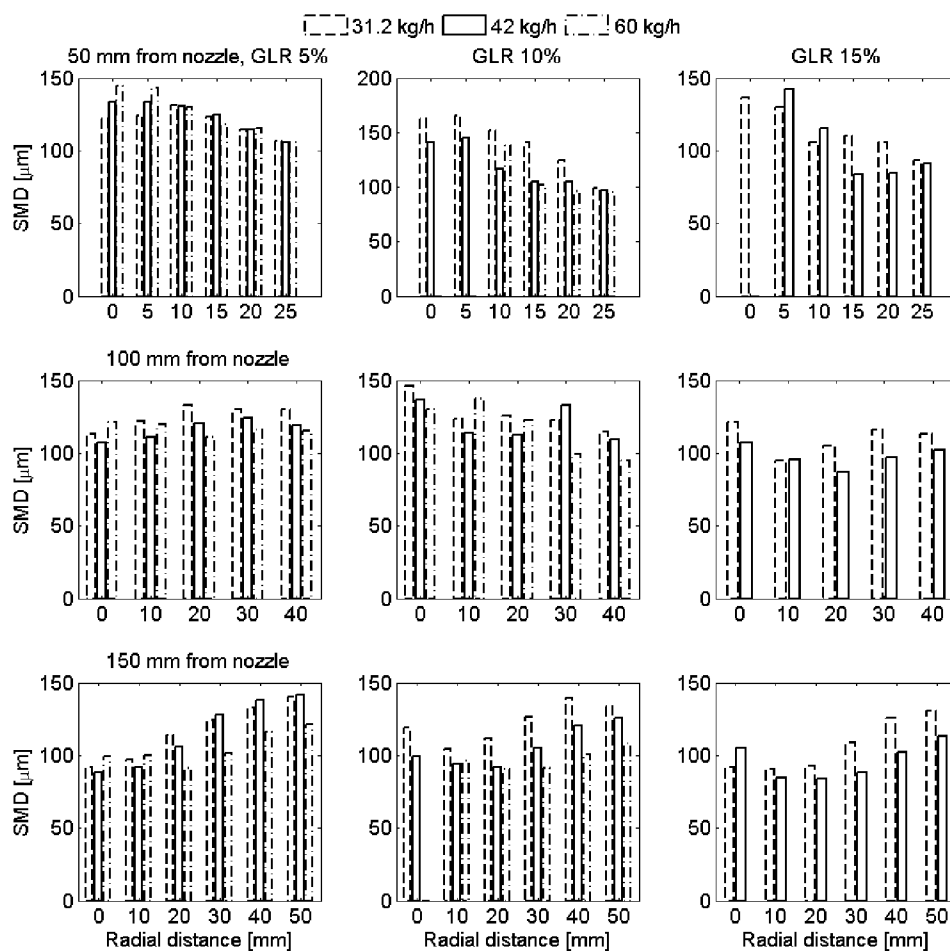 31.2 kg/h 42 kg/h 60 kg/h
50 mm from nozzle, GLR 5%
GLR 10%
GLR 15%
SMD [μm]
150
100
50
0
0 5 10 15 20 25
200
150
100
50
0
0 5 10 15 20 25
150
100
50
0
0 5 10 15 20 25
100 mm from nozzle
SMD [μm]
150
100
50
0
0 10 20 30 40
150
100
50
0
0 10 20 30 40
150
100
50
0
0 10 20 30 40
150 mm from nozzle
SMD [μm]
150
100
50
0
0 10 20 30 40 50
Radial distance [mm]
150
100
50
0
0 10 20 30 40 50
Radial distance [mm]
150
100
50
0
0 10 20 30 40 50
Radial distance [mm]